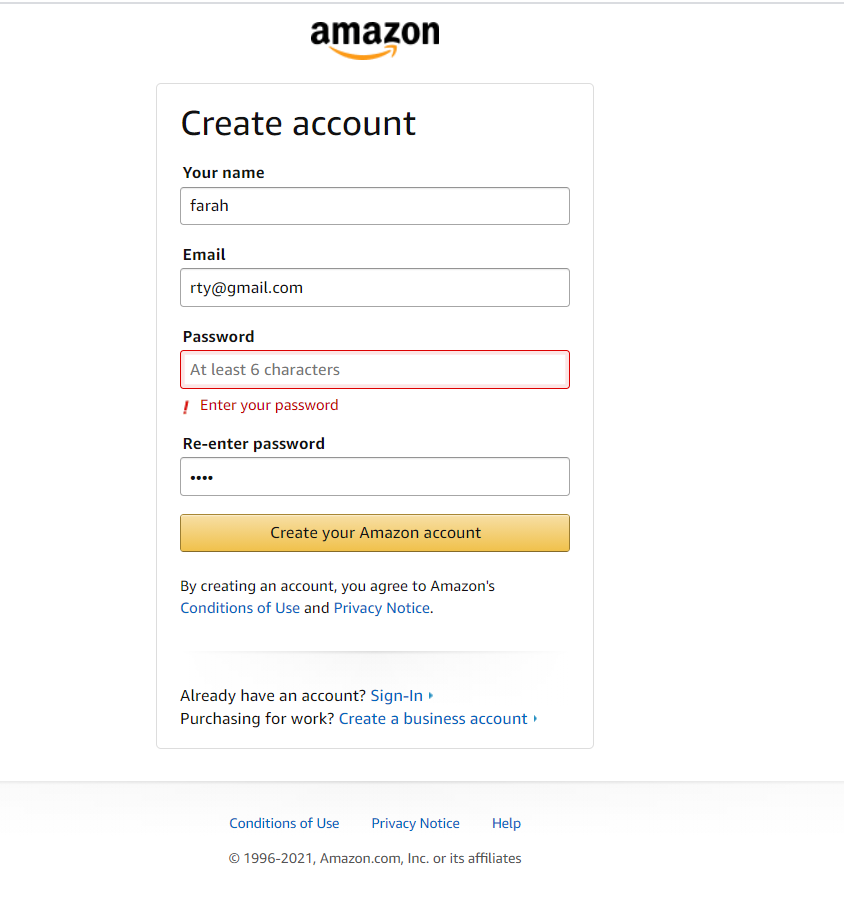 amazon
Create account
Your name
farah
Email
rty@gmail.com
Password
At least 6 characters
! Enter your password
Re-enter password
••••
Create your Amazon account
By creating an account, you agree to Amazon's
Conditions of Use and Privacy Notice.
Already have an account? Sign-In
Purchasing for work? Create a business account
Conditions of Use Privacy Notice Help
© 1996-2021, Amazon.com, Inc. or its affiliates